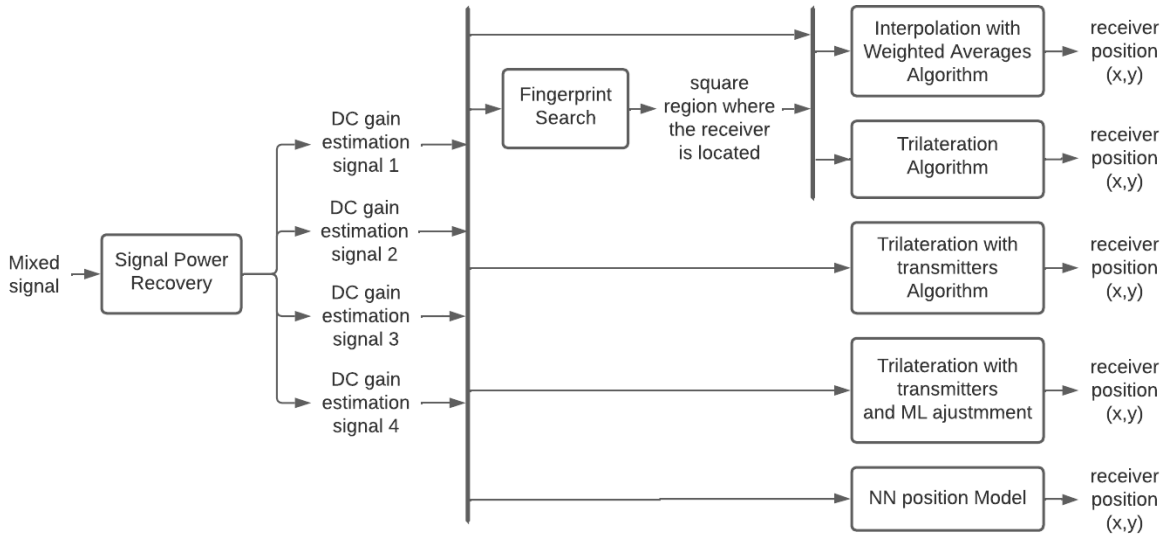 Mixed
signal
Signal Power
Recovery
DC gain
estimation
signal 1
DC gain
estimation
signal 2
DC gain
estimation
signal 3
DC gain
estimation
signal 4
Fingerprint
Search
square
region where
the receiver
is located
Interpolation with
Weighted Averages
Algorithm
receiver
position
(x,y)
Trilateration
Algorithm
receiver
position
(x,y)
Trilateration with
transmitters
Algorithm
receiver
position
(x,y)
Trilateration with
transmitters
and ML ajustmment
receiver
position
(x,y)
NN position Model
receiver
position
(x,y)